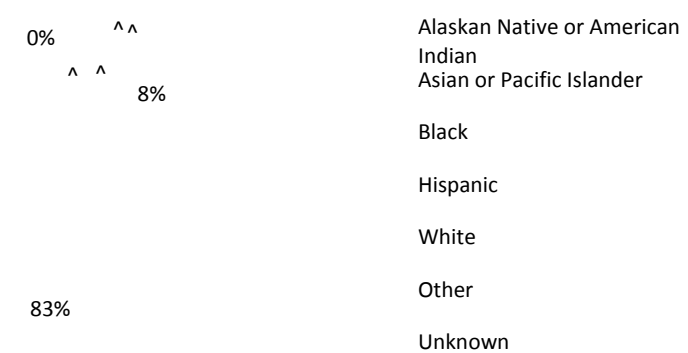 0%
^ ^
^ ^
8%
83%
Alaskan Native or American
Indian
Asian or Pacific Islander
Black
Hispanic
White
Other
Unknown